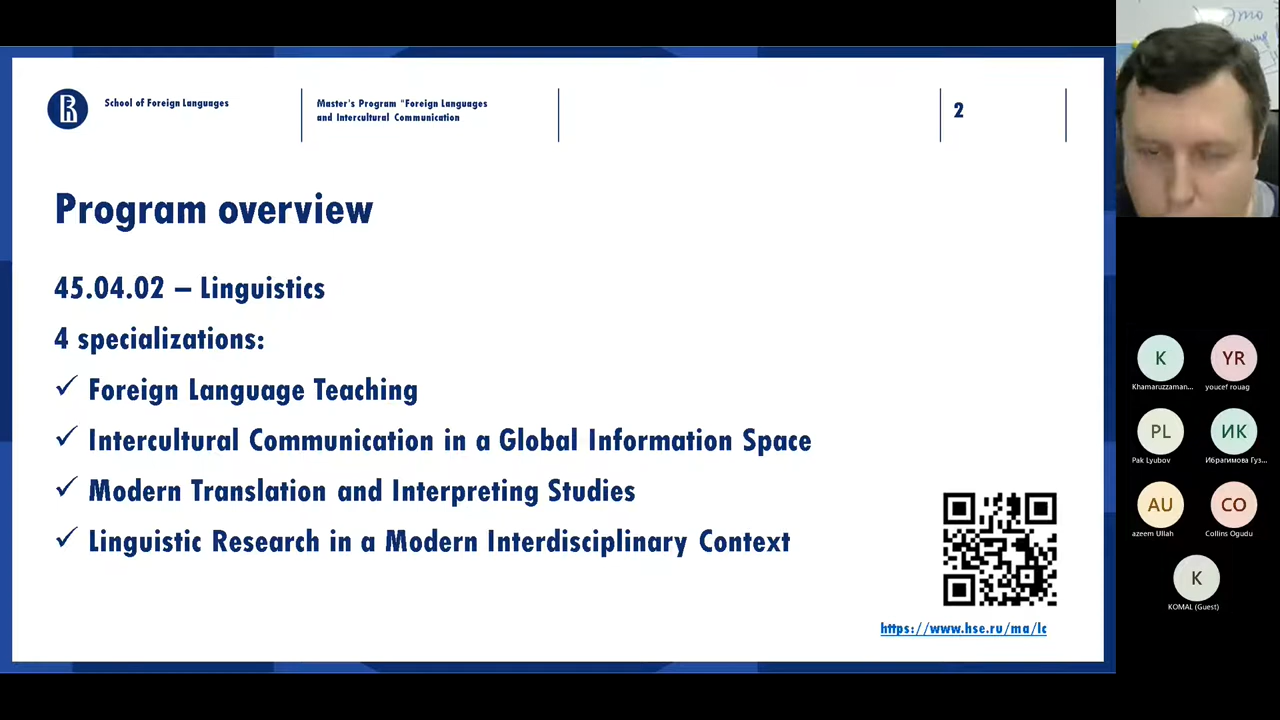 School of Foreign Languages
Master's Program "Foreign Languages
and Intercultural Communication
2
Program overview
45.04.02 – Linguistics
4 specializations:
✓ Foreign Language Teaching
✓ Intercultural Communication in a Global Information Space
✓ Modern Translation and Interpreting Studies
✓ Linguistic Research in a Modern Interdisciplinary Context
https://www.hse.ru/ma/lc
Это
K
YR
Khamaruzzaman...
youcef rouag
PL
ИК
Pak Lyubov
Ибрагимова Гуз...
AU
CO
azeem Ullah
Collins Ogudu
K
KOMAL (Guest)